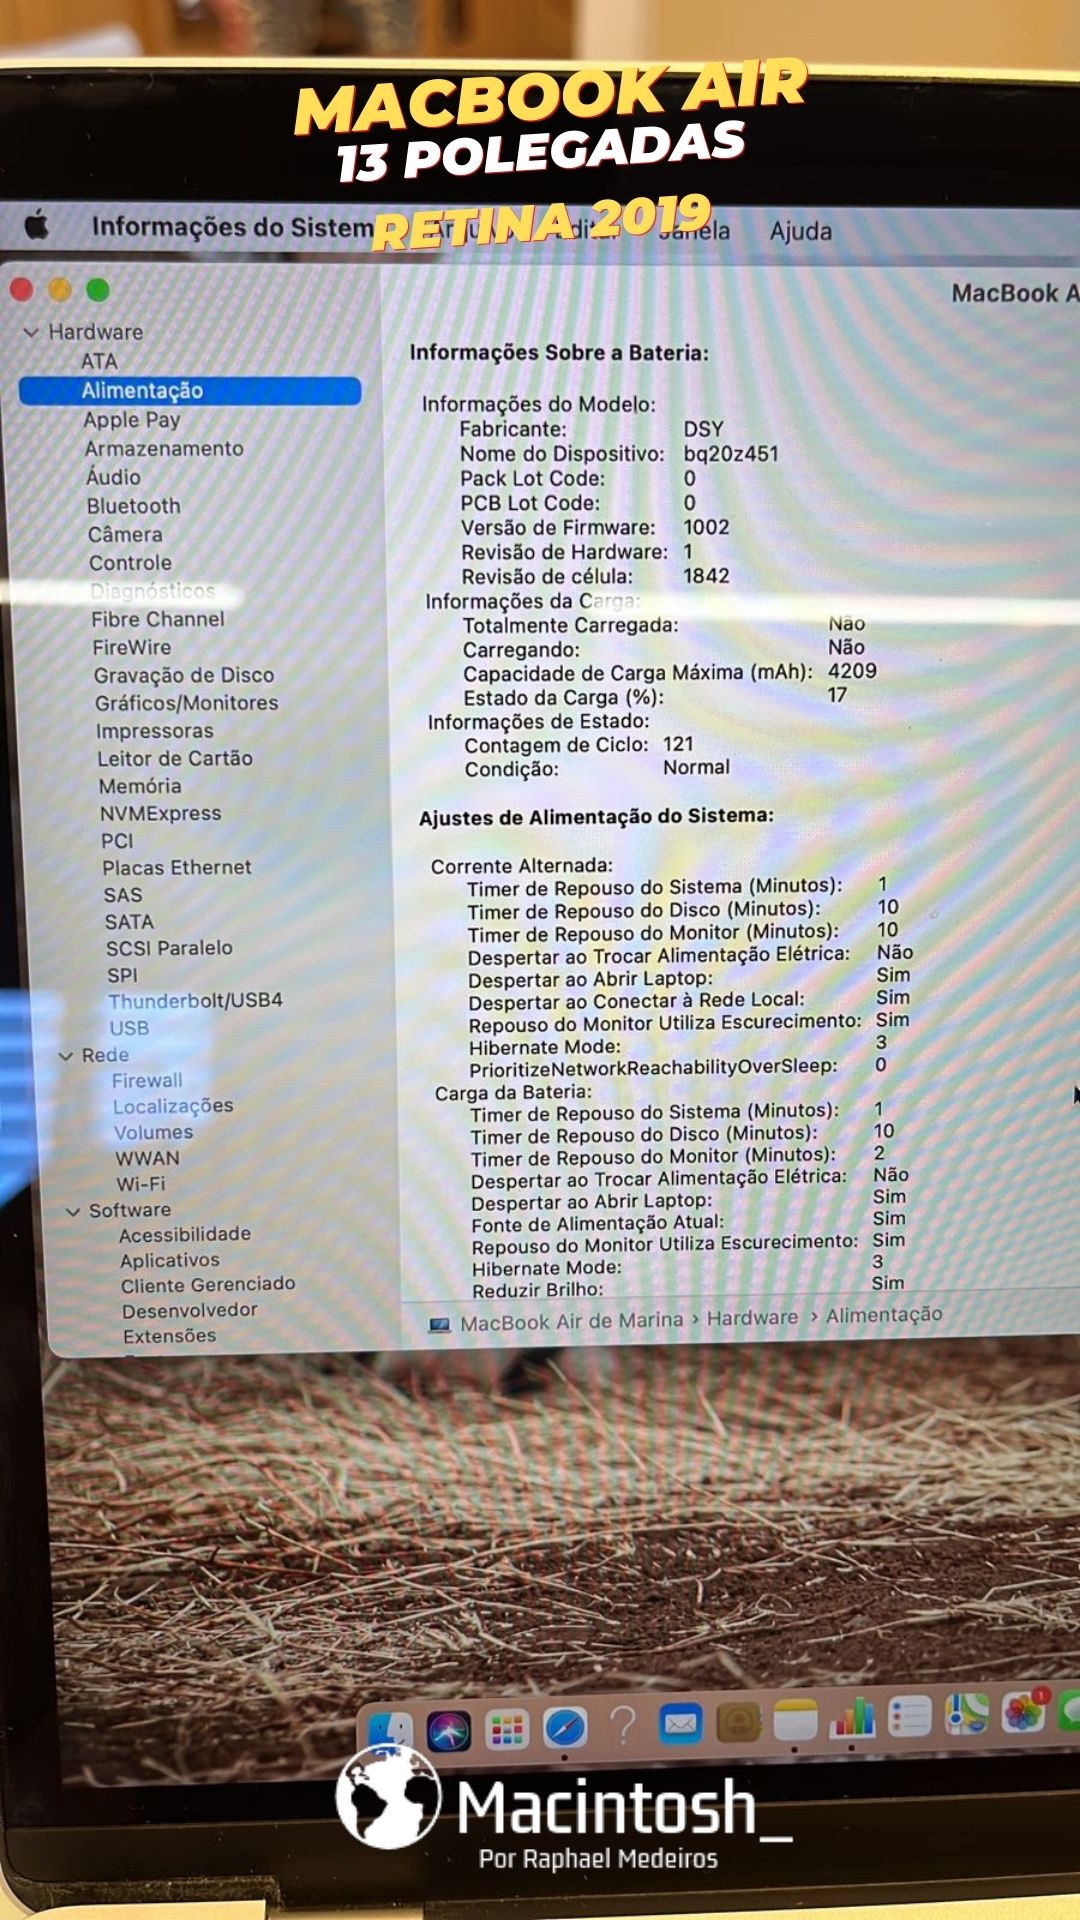 MACBOOK AIR
13 POLEGADAS
RETINA 2019
Informações do Sistem
Janela Ajuda
MacBook A
Hardware
ATA
Alimentação
Apple Pay
Armazenamento
Áudio
Bluetooth
Câmera
Controle
Diagnósticos
Fibre Channel
FireWire
Gravação de Disco
Gráficos/Monitores
Impressoras
Leitor de Cartão
Memória
NVMExpress
PCI
Placas Ethernet
SAS
SATA
SCSI Paralelo
SPI
Thunderbolt/USB4
USB
Rede
Firewall
Localizações
Volumes
WWAN
Wi-Fi
Software
Acessibilidade
Aplicativos
Cliente Gerenciado
Desenvolvedor
Extensões
Informações Sobre a Bateria:
Informações do Modelo:
Fabricante: DSY
Nome do Dispositivo: bq20z451
Pack Lot Code: 0
PCB Lot Code: 0
Versão de Firmware: 1002
Revisão de Hardware: 1
Revisão de célula: 1842
Informações da Carga:
Totalmente Carregada: Não
Carregando: Não
Capacidade de Carga Máxima (mAh): 4209
Estado da Carga (%): 17
Informações de Estado:
Contagem de Ciclo: 121
Condição: Normal
Ajustes de Alimentação do Sistema:
Corrente Alternada:
Timer de Repouso do Sistema (Minutos): 1
Timer de Repouso do Disco (Minutos): 10
Timer de Repouso do Monitor (Minutos): 10
Despertar ao Trocar Alimentação Elétrica: Não
Despertar ao Abrir Laptop: Sim
Despertar ao Conectar à Rede Local: Sim
Repouso do Monitor Utiliza Escurecimento: Sim
Hibernate Mode: 3
PrioritizeNetworkReachabilityOverSleep: 0
Carga da Bateria:
Timer de Repouso do Sistema (Minutos): 1
Timer de Repouso do Disco (Minutos): 10
Timer de Repouso do Monitor (Minutos): 2
Despertar ao Trocar Alimentação Elétrica: Não
Despertar ao Abrir Laptop: Sim
Fonte de Alimentação Atual: Sim
Repouso do Monitor Utiliza Escurecimento: Sim
Hibernate Mode: 3
Reduzir Brilho: Sim
MacBook Air de Marina › Hardware › Alimentação
1
Macintosh_
Por Raphael Medeiros